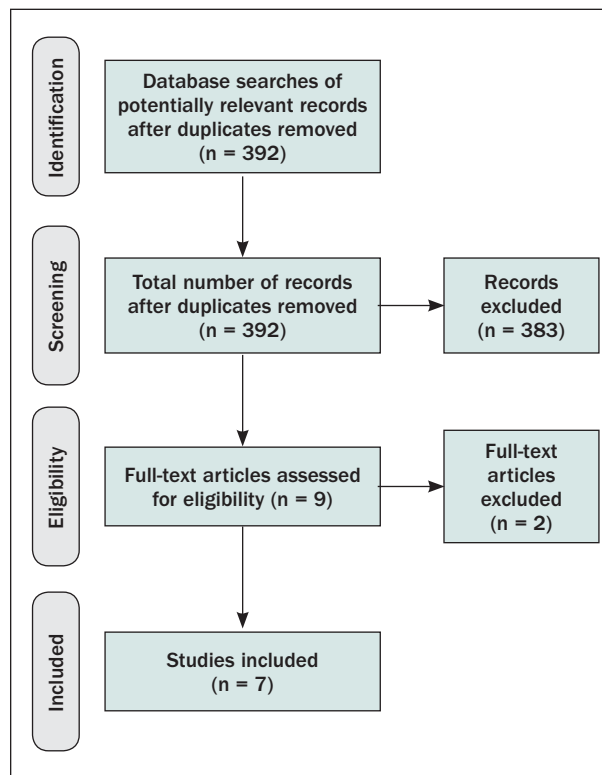 Identification
Database searches of
potentially relevant records
after duplicates removed
(n = 392)
Screening
Total number of records
after duplicates removed
(n = 392)
Records
excluded
(n = 383)
Eligibility
Full-text articles assessed
for eligibility (n = 9)
Full-text
articles
excluded
(n = 2)
Included
Studies included
(n = 7)